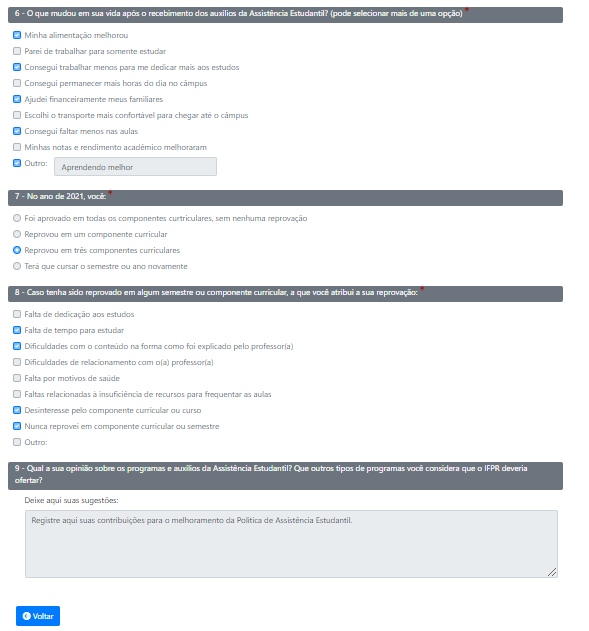 6 - O que mudou em sua vida após o recebimento dos auxílios da Assistência Estudantil? (pode selecionar mais de uma opção) *
Minha alimentação melhorou
Parei de trabalhar para somente estudar
Consegui trabalhar menos para me dedicar mais aos estudos
Consegui permanecer mais horas do dia no câmpus
Ajudei financeiramente meus familiares
Escolhi o transporte mais confortável para chegar até o câmpus
Consegui faltar menos nas aulas
Minhas notas e rendimento acadêmico melhoraram
Outro: Aprendendo melhor
7 - No ano de 2021, você: *
Foi aprovado em todas os componentes curtriculares, sem nenhuma reprovação
Reprovou em um componente curricular
Reprovou em três componentes curriculares
Terá que cursar o semestre ou ano novamente
8 - Caso tenha sido reprovado em algum semestre ou componente curricular, a que você atribui a sua reprovação: *
Falta de dedicação aos estudos
Falta de tempo para estudar
Dificuldades com o conteúdo na forma como foi explicado pelo professor(a)
Dificuldades de relacionamento com o(a) professor(a)
Falta por motivos de saúde
Faltas relacionadas à insuficiência de recursos para frequentar as aulas
Desinteresse pelo componente curricular ou curso
Nunca reprovei em componente curricular ou semestre
Outro:
9 - Qual a sua opinião sobre os programas e auxílios da Assistência Estudantil? Que outros tipos de programas você considera que o IFPR deveria
ofertar?
Deixe aqui suas sugestões:
Registre aqui suas contribuições para o melhoramento da Política de Assistência Estudantil.
Voltar